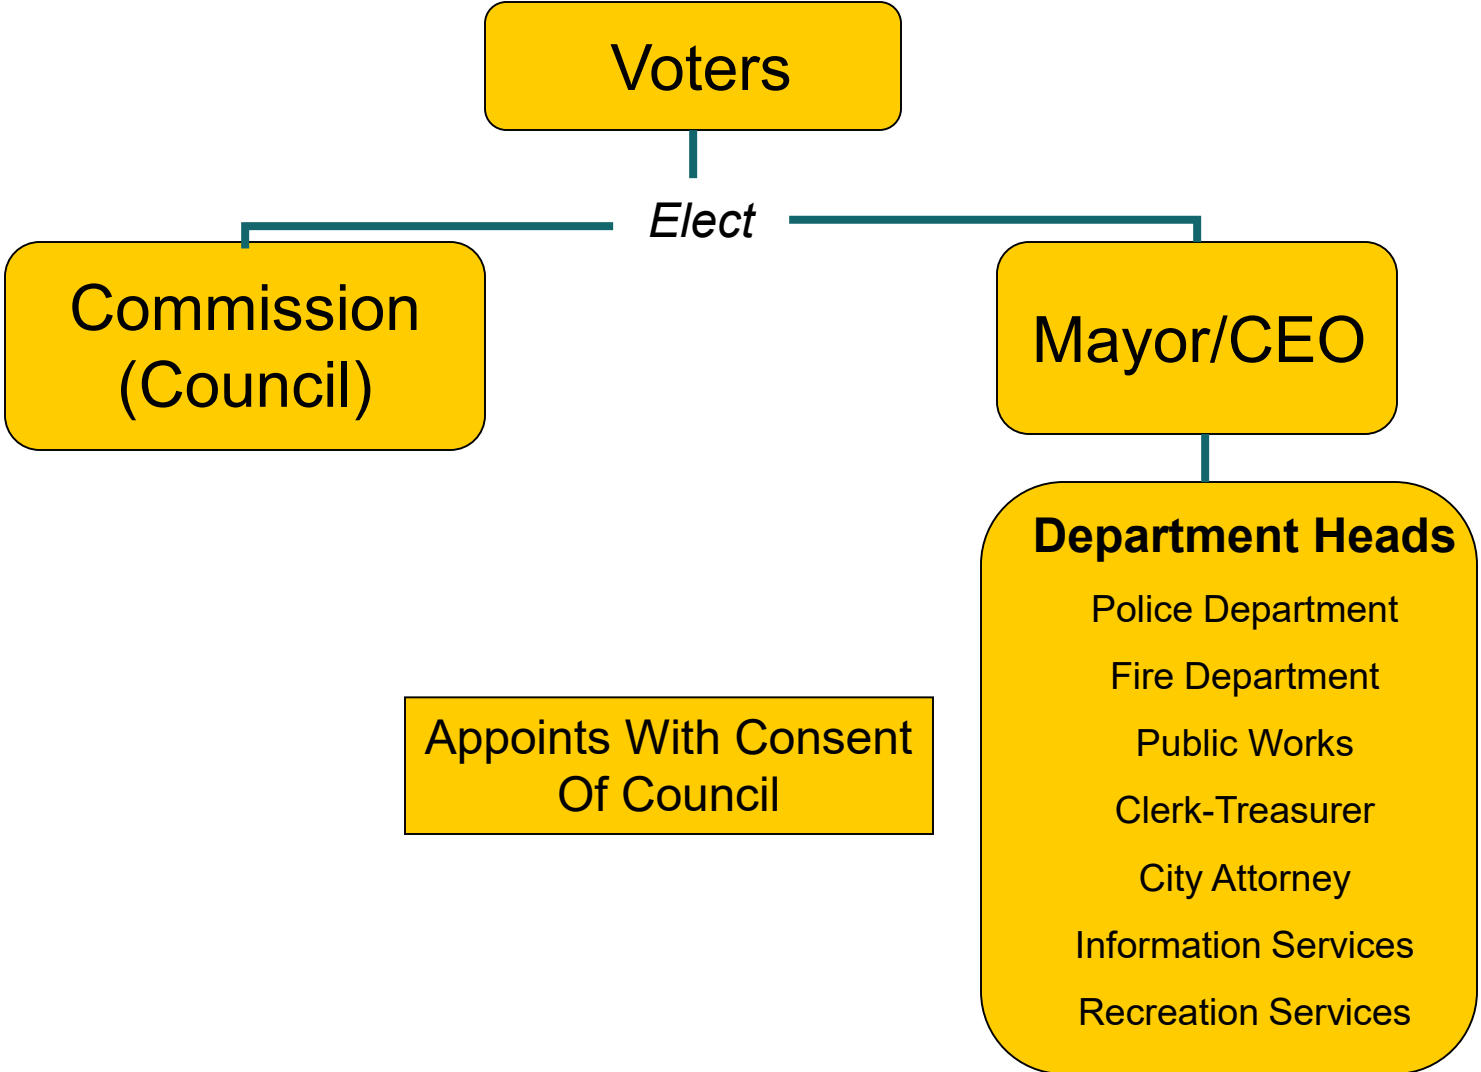 Voters
Elect
Commission
(Council)
Mayor/CEO
Department Heads
Police Department
Fire Department
Public Works
Clerk-Treasurer
City Attorney
Information Services
Recreation Services
Appoints With Consent
Of Council